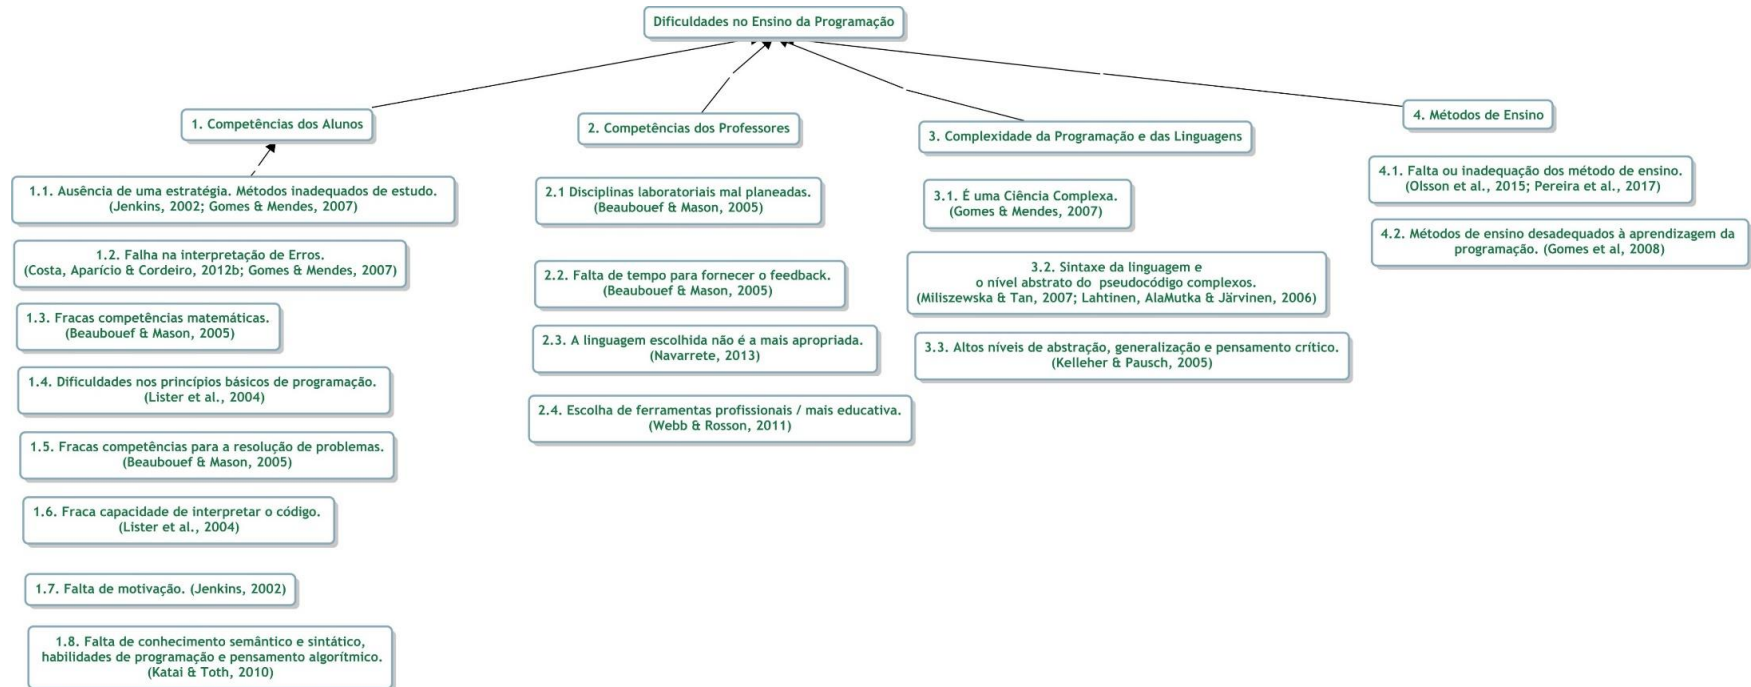 Dificuldades no Ensino da Programação
1. Competências dos Alunos
1.1. Ausência de uma estratégia. Métodos inadequados de estudo.
(Jenkins, 2002; Gomes & Mendes, 2007)
1.2. Falha na interpretação de Erros.
(Costa, Aparício & Cordeiro, 2012b; Gomes & Mendes, 2007)
1.3. Fracas competências matemáticas.
(Beaubouef & Mason, 2005)
1.4. Dificuldades nos princípios básicos de programação.
(Lister et al., 2004)
1.5. Fracas competências para a resolução de problemas.
(Beaubouef & Mason, 2005)
1.6. Fraca capacidade de interpretar o código.
(Lister et al., 2004)
1.7. Falta de motivação. (Jenkins, 2002)
1.8. Falta de conhecimento semântico e sintático,
habilidades de programação e pensamento algorítmico.
(Katai & Toth, 2010)
2. Competências dos Professores
2.1 Disciplinas laboratoriais mal planeadas.
(Beaubouef & Mason, 2005)
2.2. Falta de tempo para fornecer o feedback.
(Beaubouef & Mason, 2005)
2.3. A linguagem escolhida não é a mais apropriada.
(Navarrete, 2013)
2.4. Escolha de ferramentas profissionais / mais educativa.
(Webb & Rosson, 2011)
3. Complexidade da Programação e das Linguagens
3.1. É uma Ciência Complexa.
(Gomes & Mendes, 2007)
3.2. Sintaxe da linguagem e
o nível abstrato do pseudocódigo complexos.
(Miliszewska & Tan, 2007; Lahtinen, AlaMutka & Järvinen, 2006)
3.3. Altos níveis de abstração, generalização e pensamento crítico.
(Kelleher & Pausch, 2005)
4. Métodos de Ensino
4.1. Falta ou inadequação dos método de ensino.
(Olsson et al., 2015; Pereira et al., 2017)
4.2. Métodos de ensino desadequados à aprendizagem da
programação. (Gomes et al, 2008)